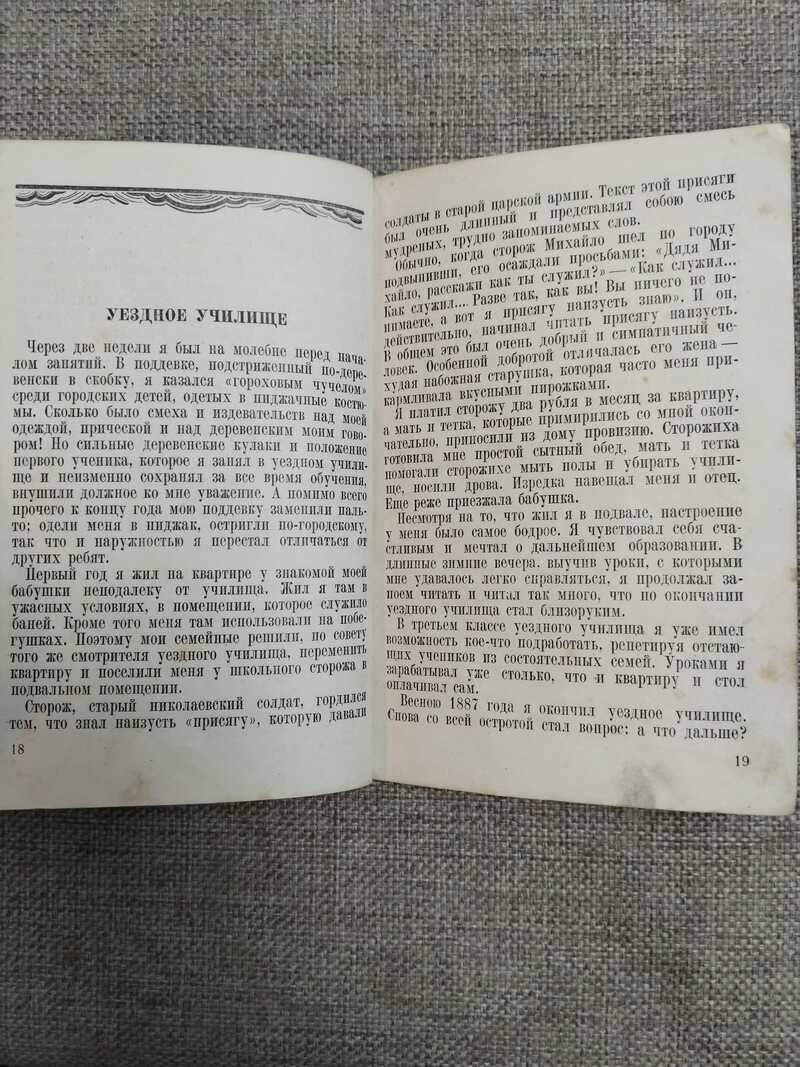 УЕЗДНОЕ УЧИЛИЩЕ
Через две недели я был на молебне перед нача-
лом занятий. В поддевке, подстриженный по-дере-
венски в скобку, я казался «гороховым чучелом»
среди городских детей, одетых в пиджачные костю-
мы. Сколько было смеха и издевательств над моей
одеждой, прической и над деревенским моим гово-
ром! Но сильные деревенские кулаки и положение
первого ученика, которое я занял в уездном учили-
ще и неизменно сохранял за все время обучения,
внушили должное ко мне уважение. А помимо всего
прочего к концу года мою поддевку заменили паль-
то; одели меня в пиджак, остригли по-городскому,
так что и наружностью я перестал отличаться от
других ребят.
Первый год я жил на квартире у знакомой моей
бабушки неподалеку от училища. Жил я там в
ужасных условиях, в помещении, которое служило
баней. Кроме того меня там использовали на побе-
гушках. Поэтому мои семейные решили, по совету
того же смотрителя уездного училища, переменить
квартиру и поселили меня у школьного сторожа в
подвальном помещении.
Сторож, старый николаевский солдат, гордился
тем, что знал наизусть «присягу», которую давали
18
солдаты в старой царской армии. Текст этой присяги
был очень длинный и представлял собою смесь
мудреных, трудно запоминаемых слов.
Обычно, когда сторож Михайло шел по городу
подвыпивши, его осаждали просьбами: «Дядя Ми-
хайло, расскажи как ты служил?» — «Как служил...
Как служил... Разве так, как вы! Вы ничего не по-
нимаете, а вот я присягу наизусть знаю». И он,
действительно, начинал читать присягу наизусть.
В общем это был очень добрый и симпатичный че-
ловек. Особенной добротой отличалась его жена —
худая набожная старушка, которая часто меня при-
кармливала вкусными пирожками.
Я платил сторожу два рубля в месяц за квартиру,
а мать и тетка, которые примирились со мной окон-
чательно, приносили из дому провизию. Сторожиха
готовила мне простой сытный обед, мать и тетка
помогали сторожихе мыть полы и убирать учили-
ще, носили дрова. Изредка навещал меня и отец.
Еще реже приезжала бабушка.
Несмотря на то, что жил я в подвале, настроение
у меня было самое бодрое. Я чувствовал себя сча-
стливым и мечтал о дальнейшем образовании. В
длинные зимние вечера, выучив уроки, с которыми
мне удавалось легко справляться, я продолжал за-
поем читать и читал так много, что по окончании
уездного училища стал близоруким.
В третьем классе уездного училища я уже имел
возможность кое-что подработать, репетируя отстаю-
щих учеников из состоятельных семей. Уроками я
зарабатывал уже столько, что и квартиру и стол
оплачивал сам.
Весною 1887 года я окончил уездное училище.
Снова со всей остротой стал вопрос: а что дальше?
19